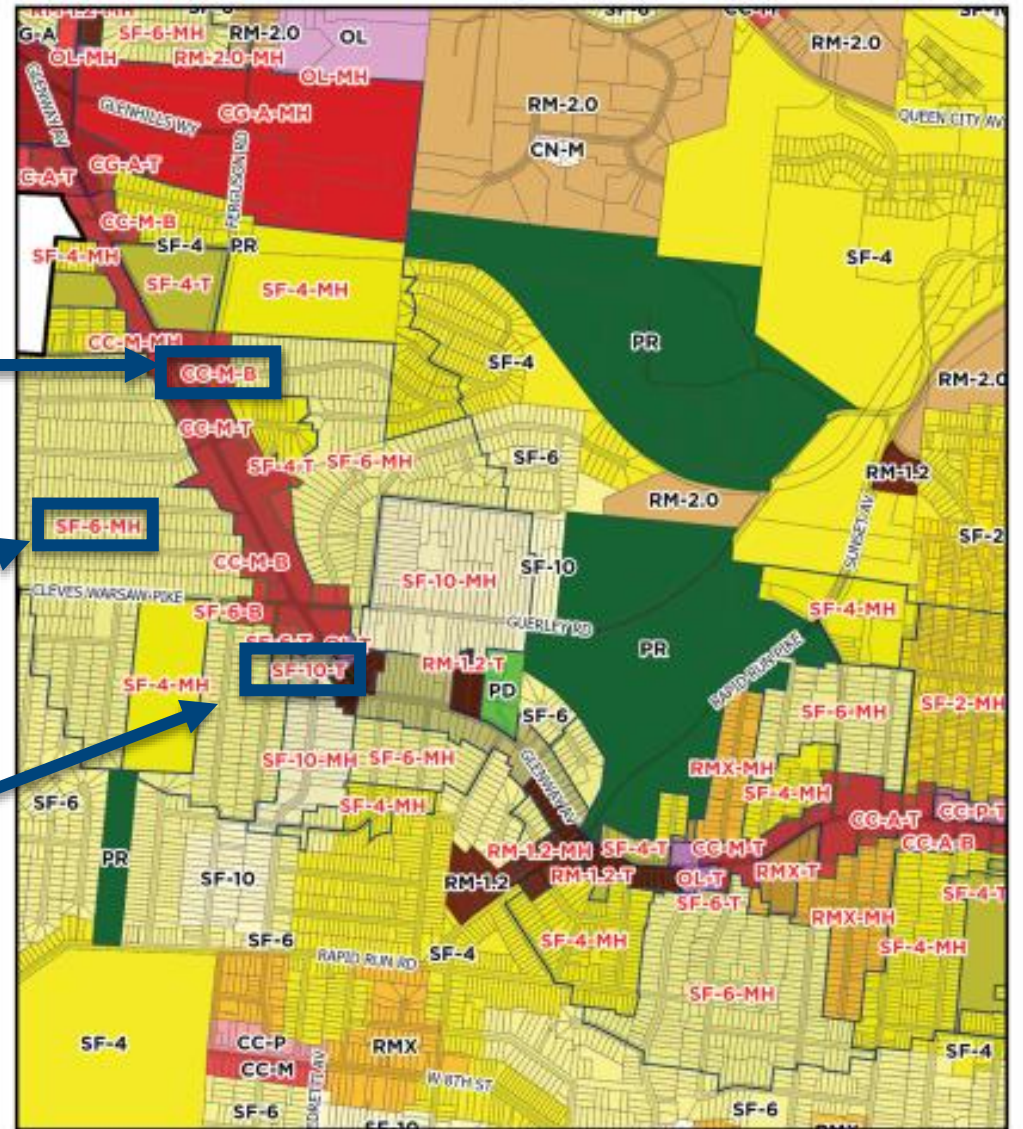 SF-6-MH
RM-2.0
OL
G-A
OL-MH
RM-2.0-MH
OL-MH
RM-2.0
RM-2.0
CG-A-MH
GLENHILLS WY
QUEEN CITY AV
CN-M
GLENWAY AV
FERGUSON RD
CG-A-T
C-A-T
CC-M-B
SF-4
PR
SF-4-MH
SF-4
SF-4-T
SF-4-MH
CC-M-MH
PR
SF-4
CC-M-B
RM-2.0
CC-M-T
SF-4-T
SF-6-MH
SF-6
RM-1.2
RM-2.0
SF-6-MH
SUNSET AV
SF-2
CC-M-B
SF-10
SF-10-MH
CLEVES WARSAW PIKE
SF-6-B
SF-4-MH
GUERLEY RD
SF-6-T
OL-T
PR
SF-10-T
RM-1.2-T
RAPID RUN PIKE
SF-4-MH
PD
SF-6
SF-6-MH
SF-2-MH
SF-10-MH
SF-6-MH
GLENWAY AV
RMX-MH
SF-4-MH
SF-6
SF-4-MH
CC-P-T
CC-A-T
PR
RM-1.2-MH
SF-4-T
CC-M-T
CC-A-B
SF-10
RM-1.2
RM-1.2-T
OL-T
RMX-T
SF-4-T
SF-6-T
RMX-MH
SF-6
SF-4
SF-4-MH
SF-4-MH
RAPID RUN RD
SF-6-MH
SF-4
CC-P
RMX
SF-4
CC-M
W 8TH ST
SF-6
SF-6